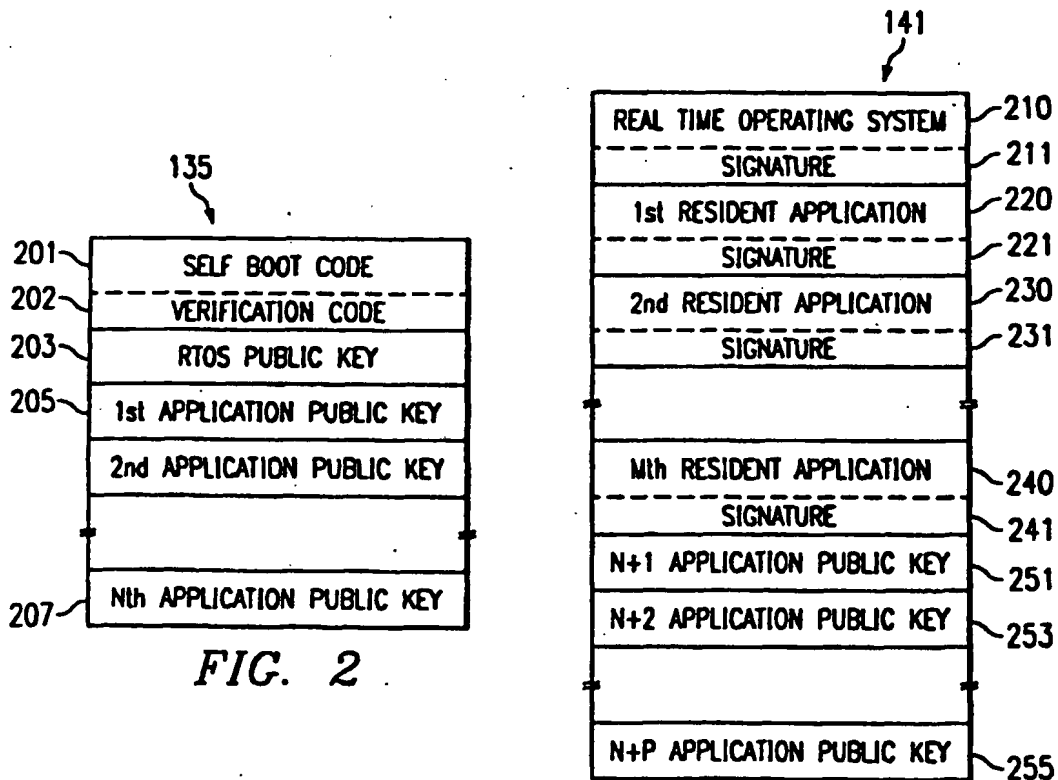 135
201
SELF BOOT CODE
202
VERIFICATION CODE
203
RTOS PUBLIC KEY
205
1st APPLICATION PUBLIC KEY
2nd APPLICATION PUBLIC KEY
207
Nth APPLICATION PUBLIC KEY
FIG. 2
141
REAL TIME OPERATING SYSTEM
210
SIGNATURE
211
1st RESIDENT APPLICATION
220
SIGNATURE
221
2nd RESIDENT APPLICATION
230
SIGNATURE
231
Mth RESIDENT APPLICATION
240
SIGNATURE
241
N+1 APPLICATION PUBLIC KEY
251
N+2 APPLICATION PUBLIC KEY
253
N+P APPLICATION PUBLIC KEY
255